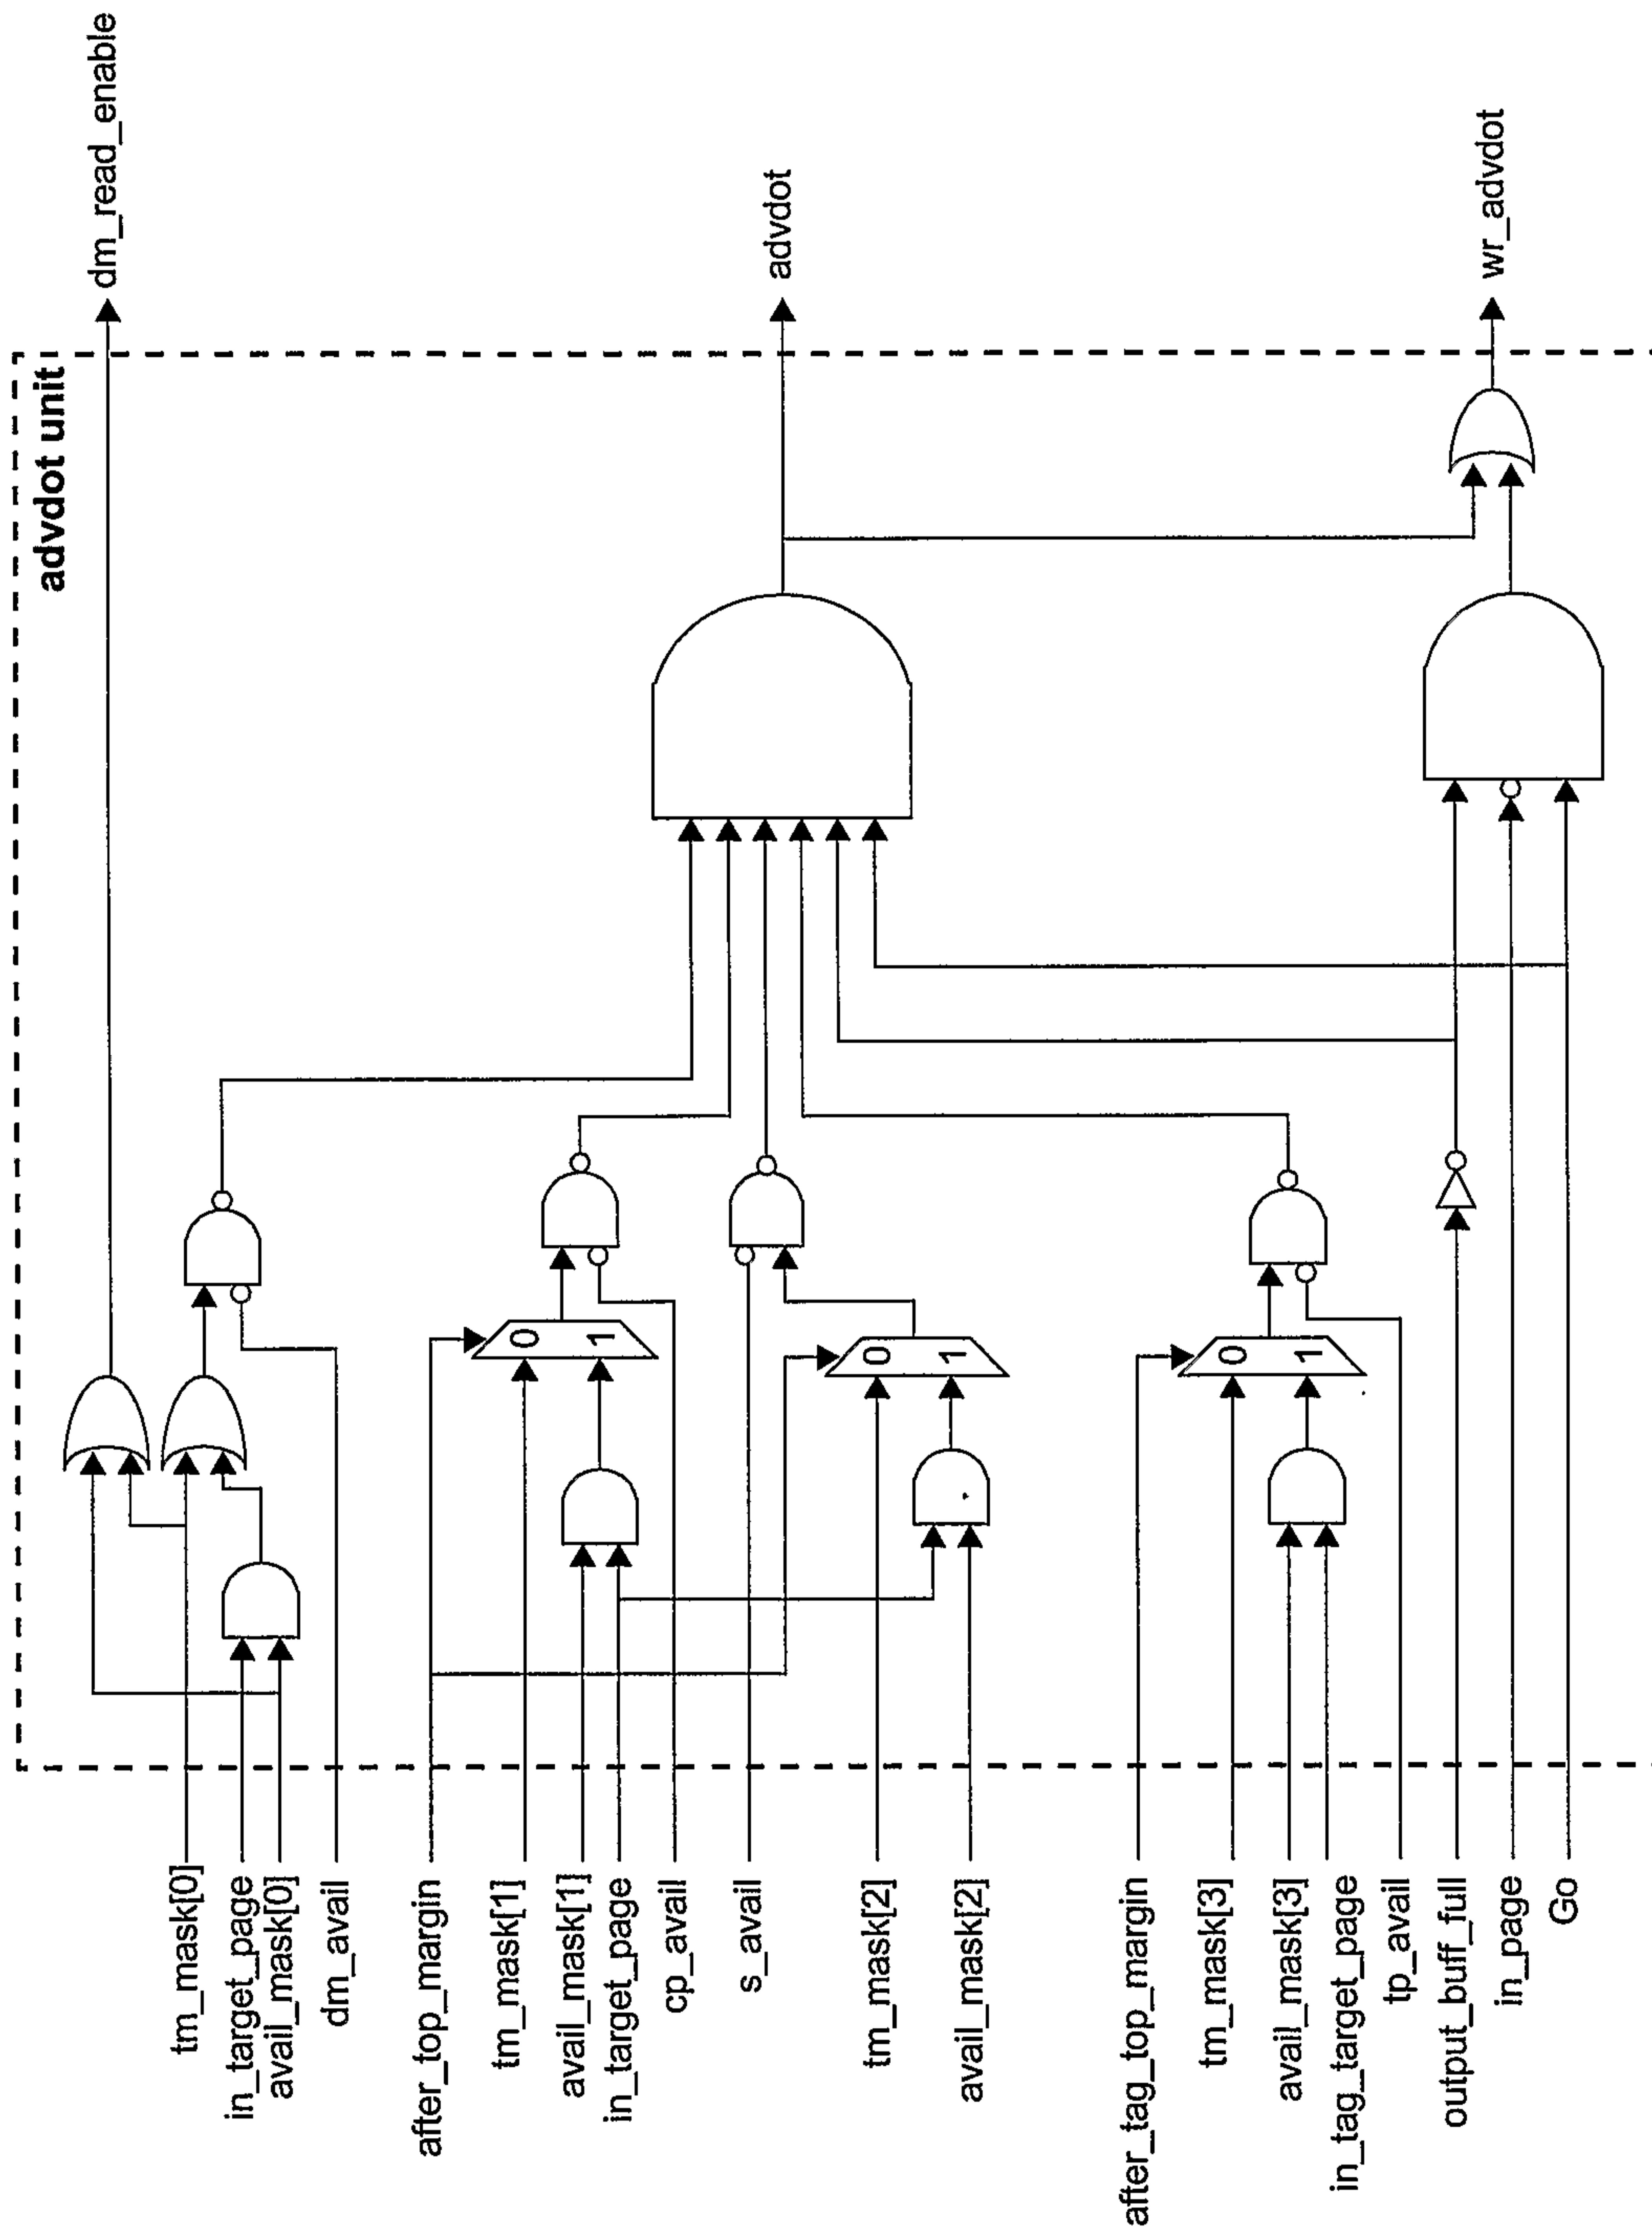 advdot unit
tm_mask[0]
in_target_page
avail_mask[0]
dm_avail
after_top_margin
tm_mask[1]
avail_mask[1]
in_target_page
cp_avail
s_avail
tm_mask[2]
avail_mask[2]
after_tag_top_margin
tm_mask[3]
avail_mask[3]
in_tag_target_page
tp_avail
output_buff_full
in_page
Go
0
1
0
1
0
1
dm_read_enable
advdot
wr_advdot